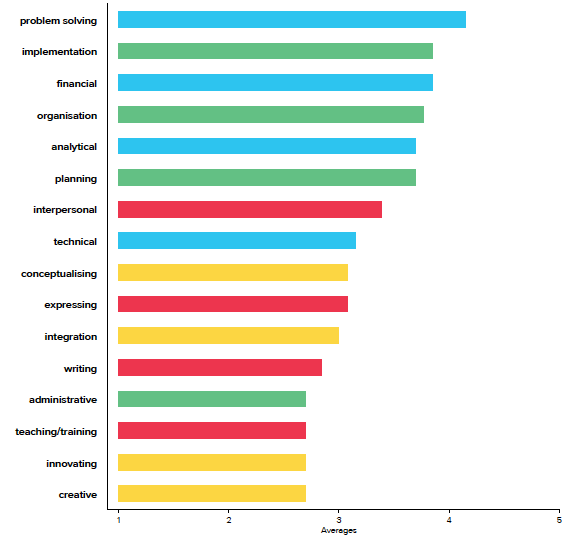 problem solving
implementation
financial
organisation
analytical
planning
interpersonal
technical
conceptualising
expressing
integration
writing
administrative
teaching/training
innovating
creative
1 2 3 4 5
Averages